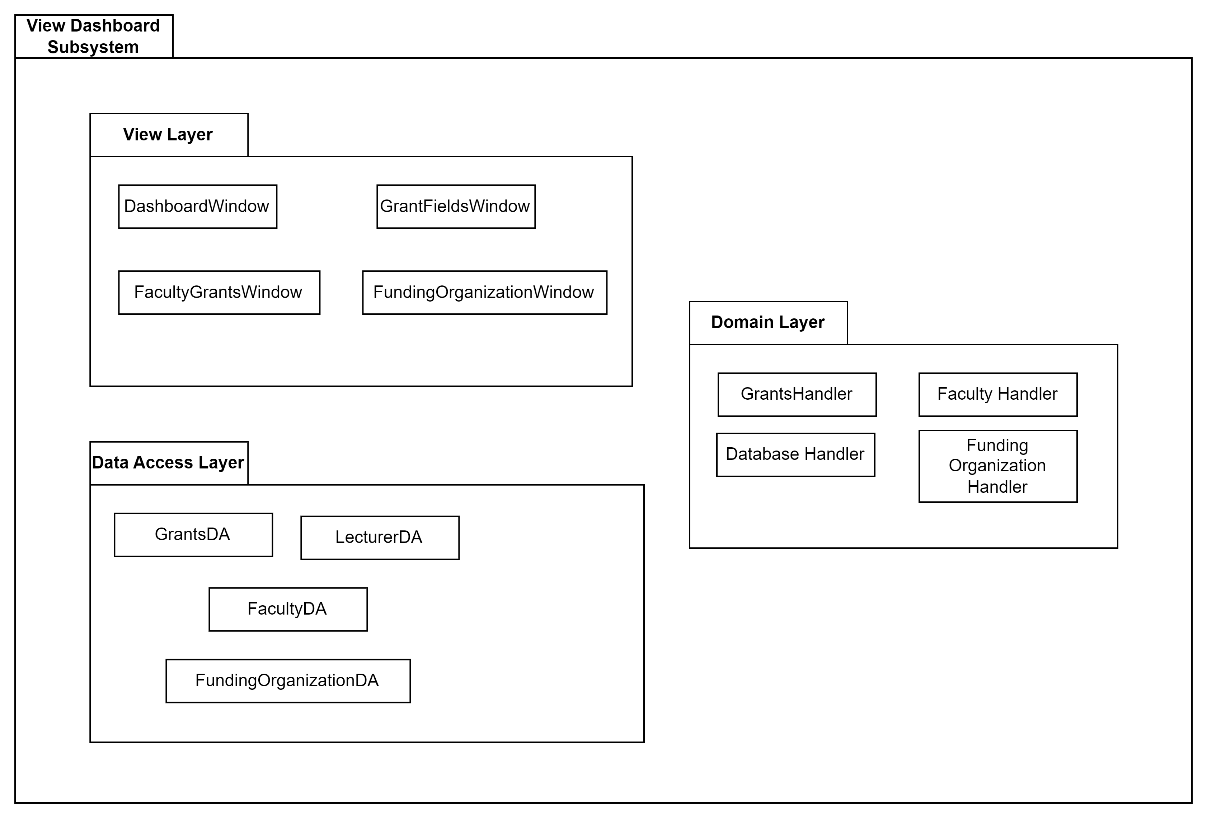 View Dashboard
Subsystem
View Layer
DashboardWindow
GrantFieldsWindow
FacultyGrantsWindow
FundingOrganizationWindow
Domain Layer
GrantsHandler
Faculty Handler
Database Handler
Funding
Organization
Handler
Data Access Layer
GrantsDA
LecturerDA
FacultyDA
FundingOrganizationDA